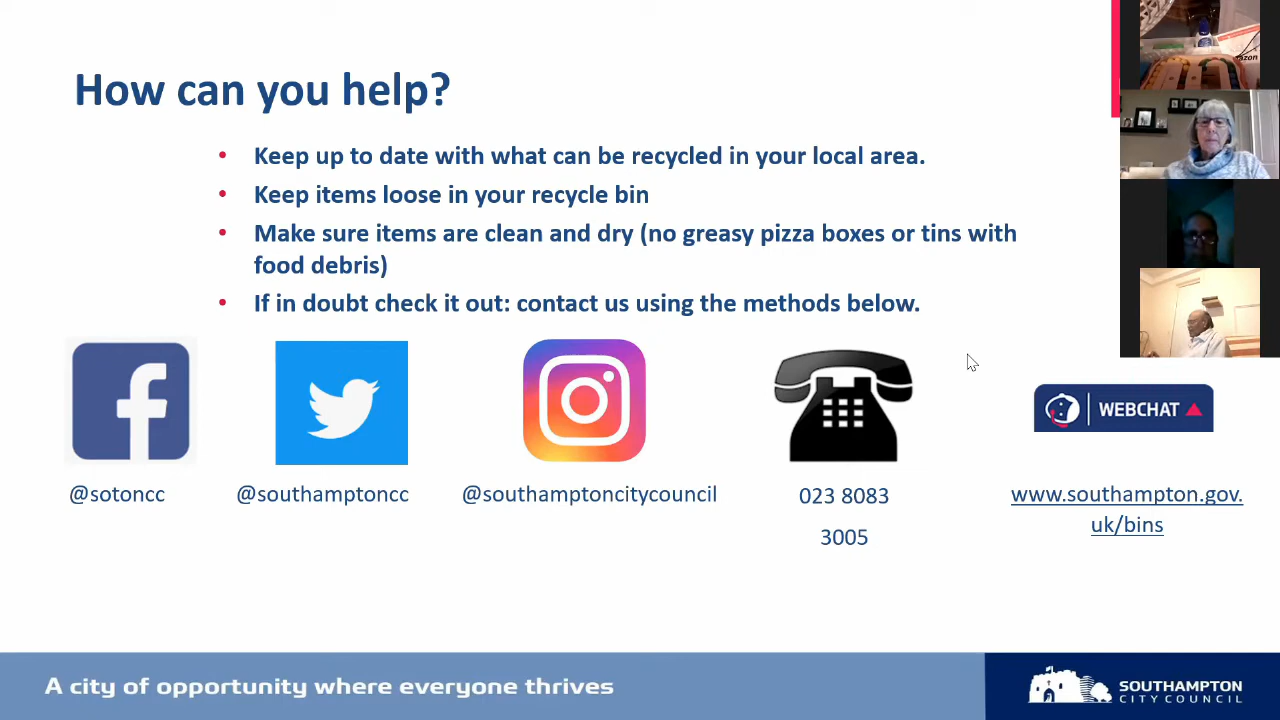 How can you help?
• Keep up to date with what can be recycled in your local area.
• Keep items loose in your recycle bin
• Make sure items are clean and dry (no greasy pizza boxes or tins with
food debris)
• If in doubt check it out: contact us using the methods below.
WEBCHAT
@sotoncc
@southamptoncc
@southamptoncitycouncil
023 8083
3005
www.southampton.gov.
uk/bins
A city of opportunity where everyone thrives
SOUTHAMPTON
CITY COUNCIL